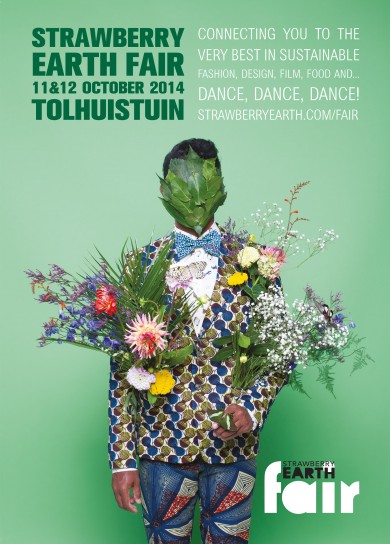 STRAWBERRY
EARTH FAIR
11&12 OCTOBER 2014
TOLHUISTUIN
CONNECTING YOU TO THE
VERY BEST IN SUSTAINABLE
FASHION, DESIGN, FILM, FOOD AND...
DANCE, DANCE, DANCE!
STRAWBERRYEARTH.COM/FAIR
STRAWBERRY
EARTH
fair